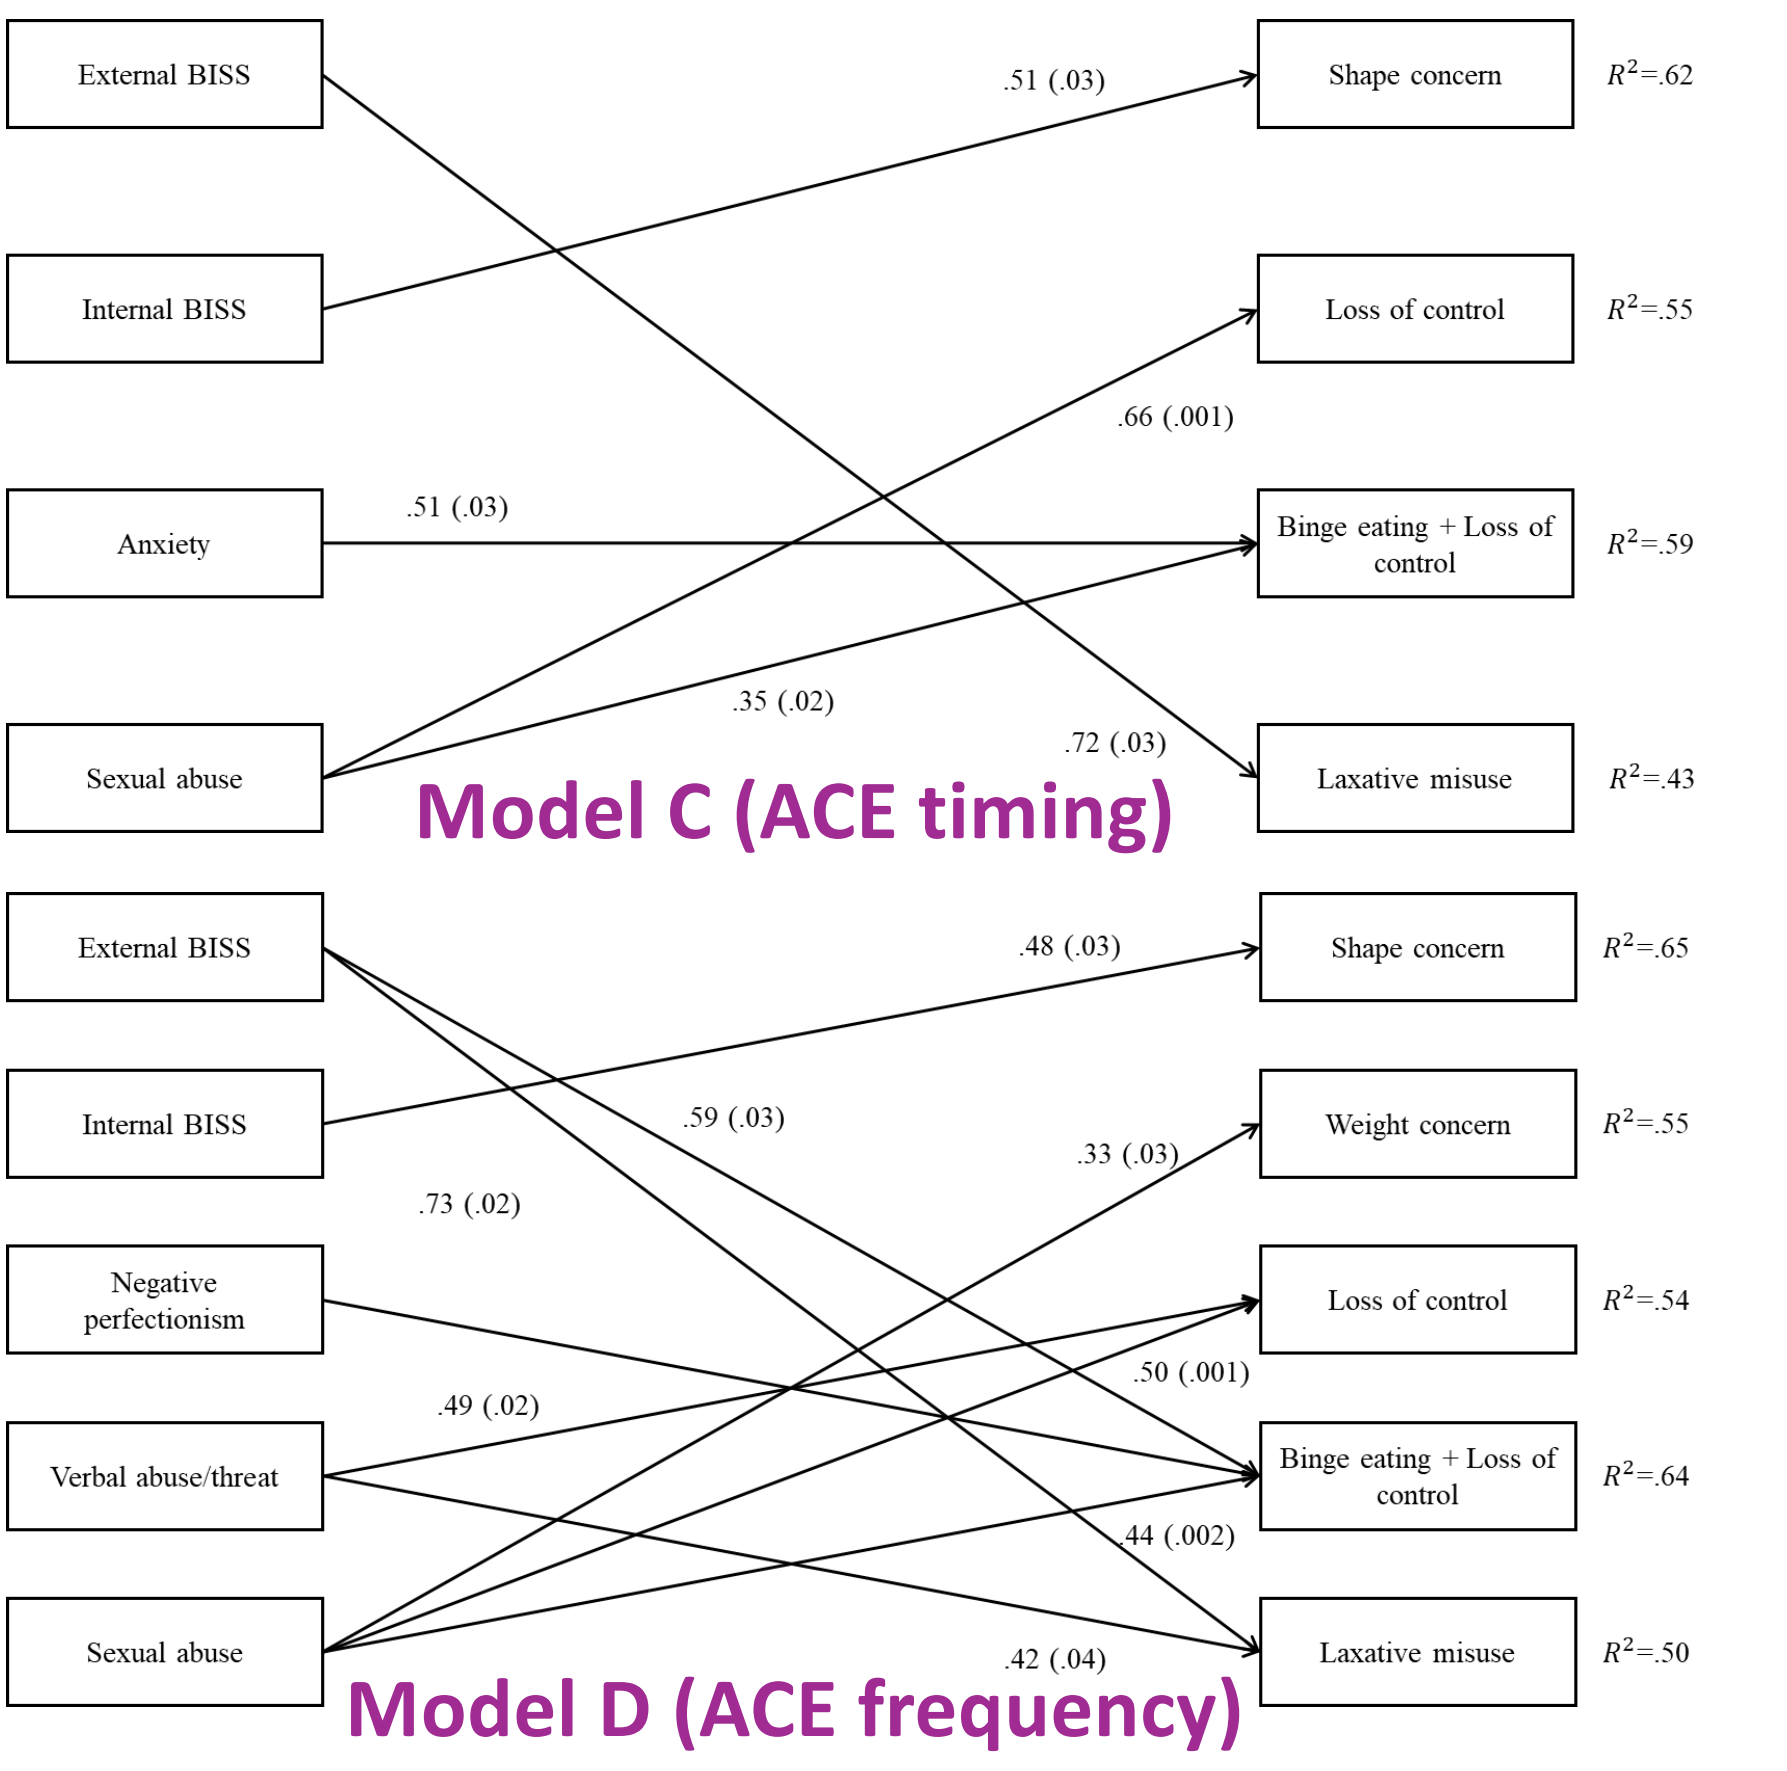 External BISS
.51 (.03)
Shape concern
R²=.62
Internal BISS
Loss of control
R²=.55
.66 (.001)
Anxiety
.51 (.03)
Binge eating + Loss of
control
R²=.59
.35 (.02)
.72 (.03)
Sexual abuse
Laxative misuse
R²=.43
Model C (ACE timing)
External BISS
.48 (.03)
Shape concern
R²=.65
Internal BISS
.59 (.03)
.33 (.03)
Weight concern
R²=.55
.73 (.02)
Negative
perfectionism
Loss of control
R²=.54
.50 (.001)
.49 (.02)
Verbal abuse/threat
Binge eating + Loss of
control
R²=.64
.44 (.002)
Sexual abuse
.42 (.04)
Laxative misuse
R²=.50
Model D (ACE frequency)